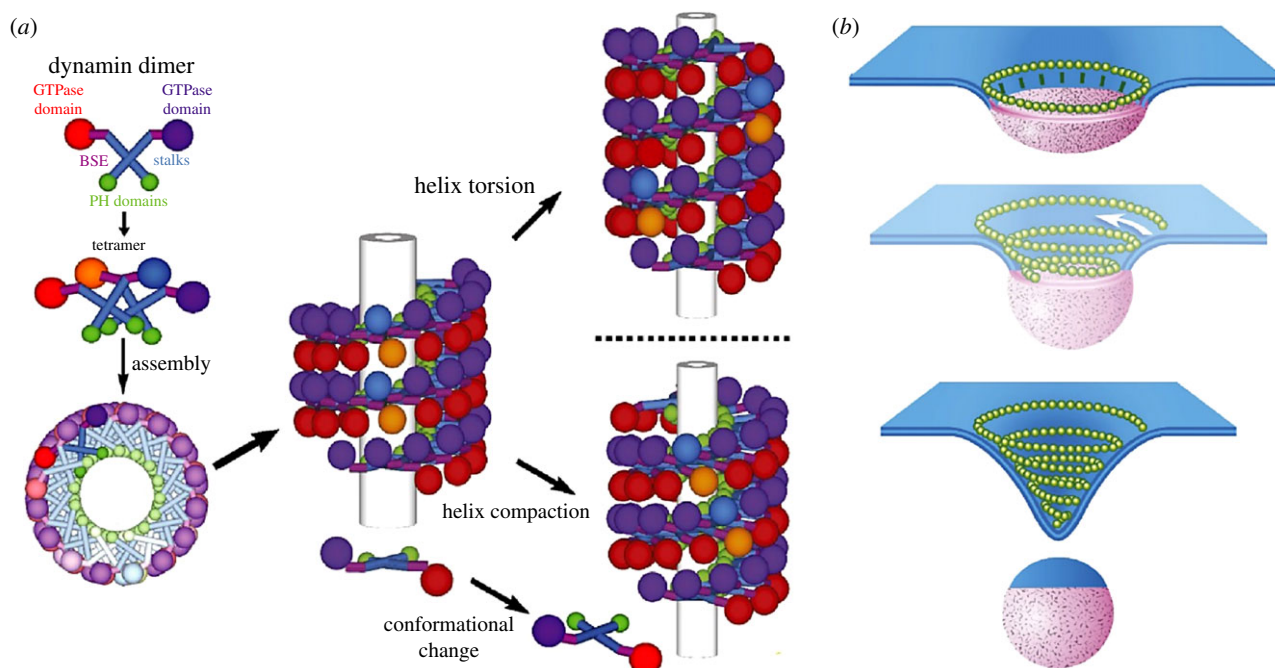 (a)
dynamin dimer
GTPase
domain
GTPase
domain
BSE
stalks
PH domains
tetramer
assembly
helix torsion
helix compaction
conformational
change
(b)